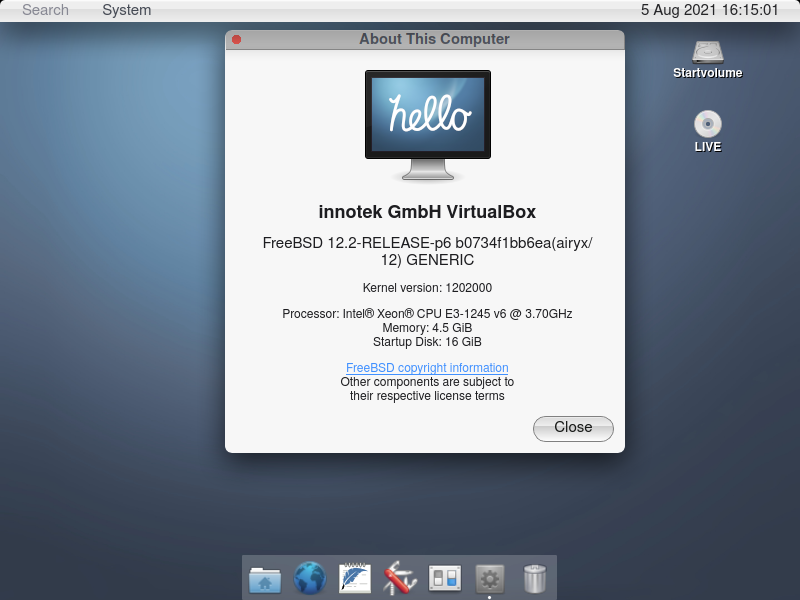 Search System 5 Aug 2021 16:15:01
About This Computer
hello
innotek GmbH VirtualBox
FreeBSD 12.2-RELEASE-p6 b0734f1bb6ea(airyx/
12) GENERIC
Kernel version: 1202000
Processor: Intel® Xeon® CPU E3-1245 v6 @ 3.70GHz
Memory: 4.5 GiB
Startup Disk: 16 GiB
FreeBSD copyright information
Other components are subject to
their respective license terms
Close
Startvolume
LIVE